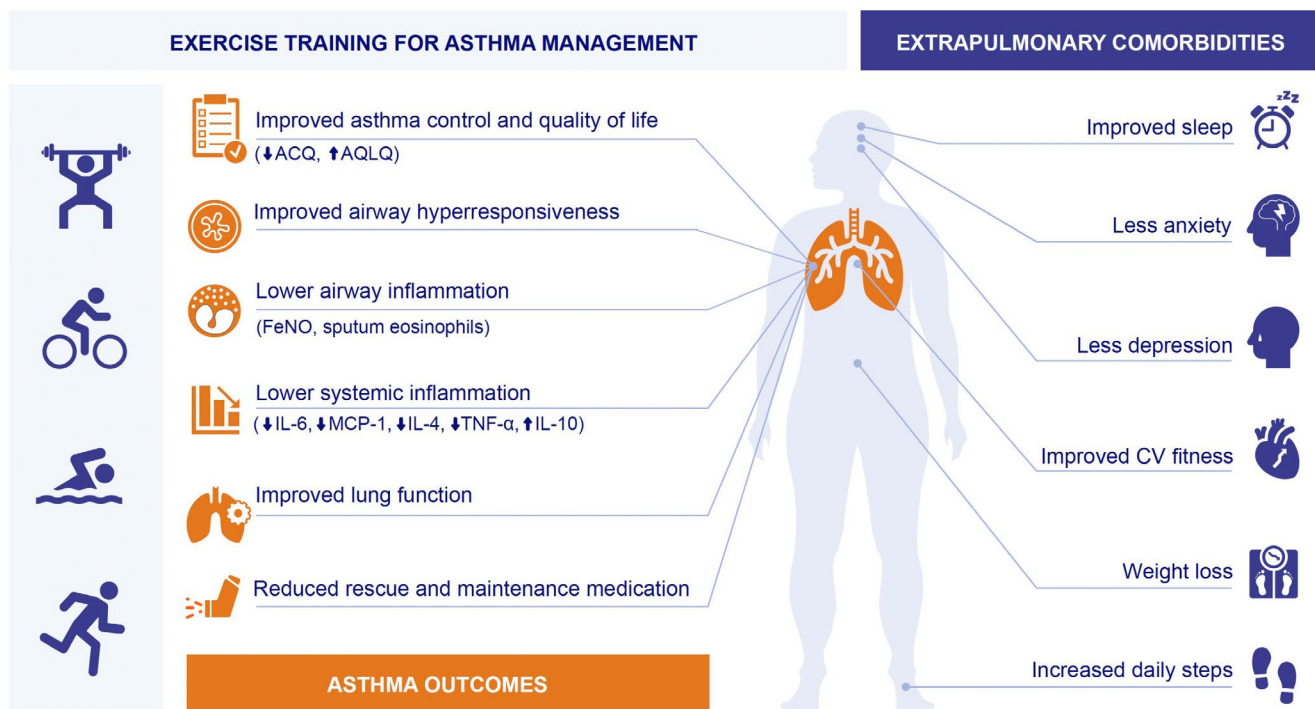 EXERCISE TRAINING FOR ASTHMA MANAGEMENT
EXTRAPULMONARY COMORBIDITIES
Improved asthma control and quality of life
(⬇ACQ, ⬆AQLQ)
Improved airway hyperresponsiveness
Lower airway inflammation
(FeNO, sputum eosinophils)
Lower systemic inflammation
(⬇IL-6, ⬇MCP-1, ⬇IL-4, ⬇TNF-α, ⬆IL-10)
Improved lung function
Reduced rescue and maintenance medication
ASTHMA OUTCOMES
zzZ
Improved sleep
Less anxiety
Less depression
Improved CV fitness
Weight loss
Increased daily steps